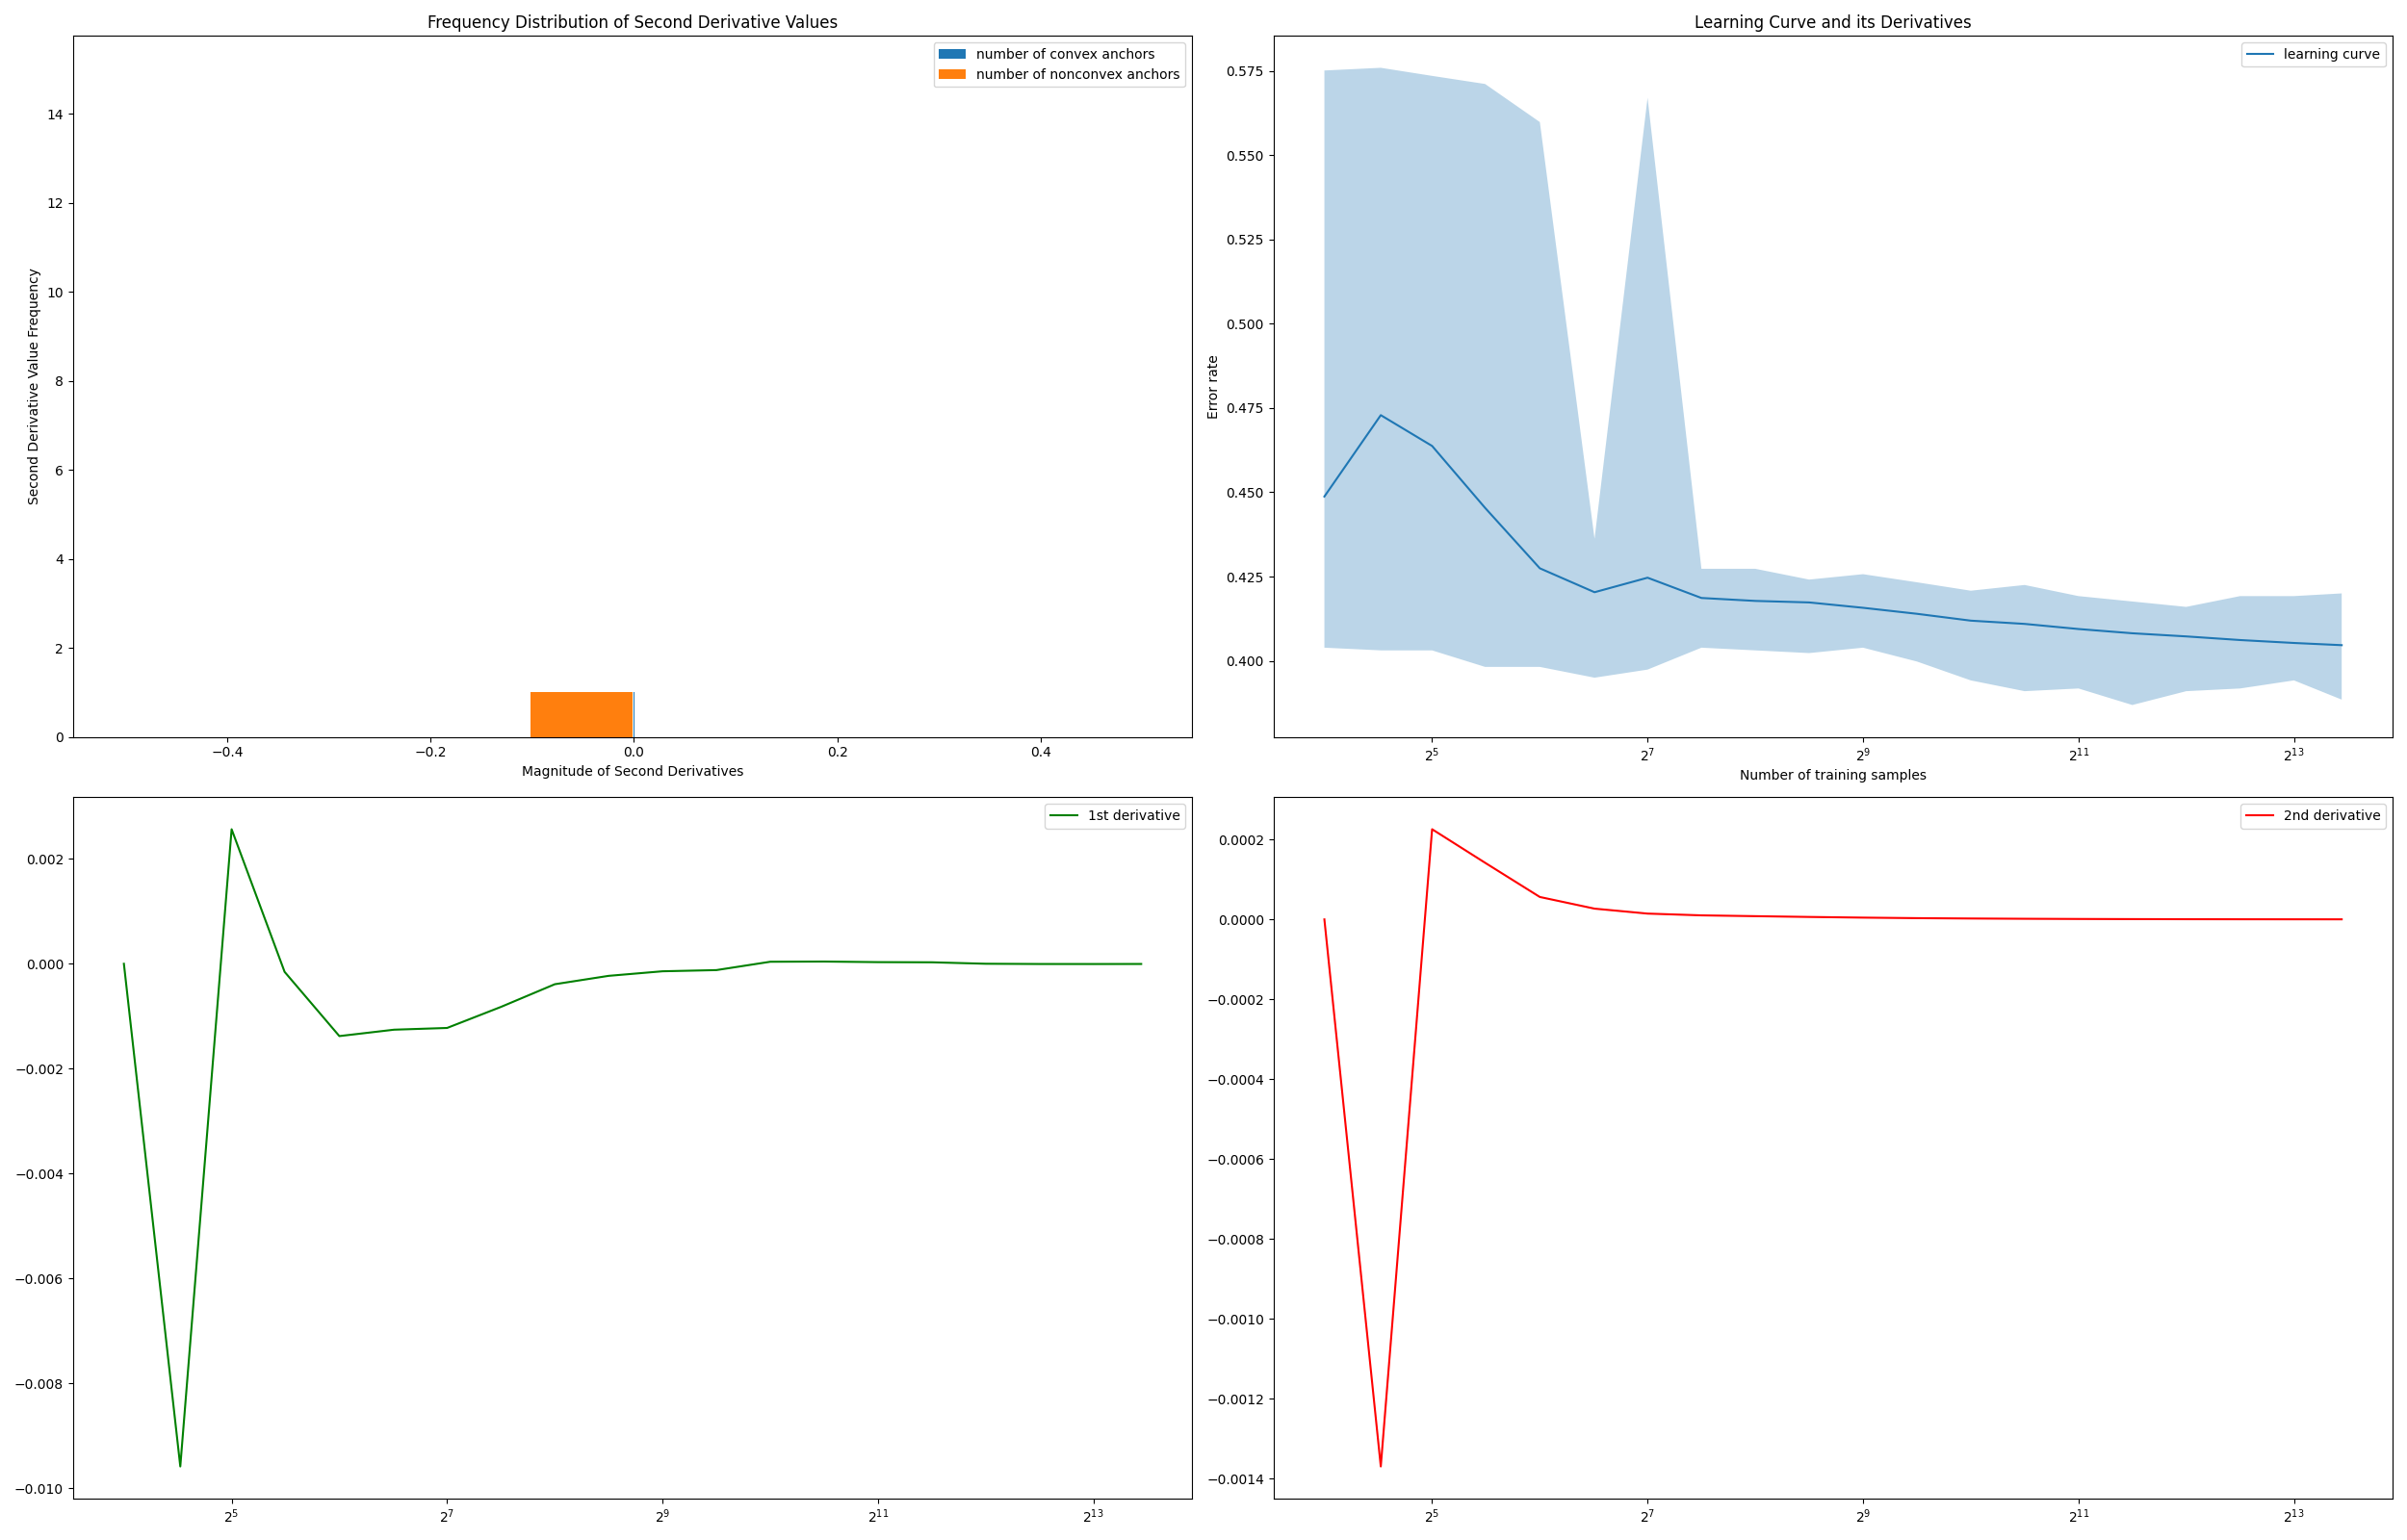 Frequency Distribution of Second Derivative Values
number of convex anchors
number of nonconvex anchors
14
12
10
8
6
4
2
0
Second Derivative Value Frequency
−0.4 −0.2 0.0 0.2 0.4
Magnitude of Second Derivatives
Learning Curve and its Derivatives
learning curve
0.575
0.550
0.525
0.500
0.475
0.450
0.425
0.400
Error rate
2^5 2^7 2^9 2^11 2^13
Number of training samples
1st derivative
0.002
0.000
−0.002
−0.004
−0.006
−0.008
−0.010
2^5 2^7 2^9 2^11 2^13
2nd derivative
0.0002
0.0000
−0.0002
−0.0004
−0.0006
−0.0008
−0.0010
−0.0012
−0.0014
2^5 2^7 2^9 2^11 2^13